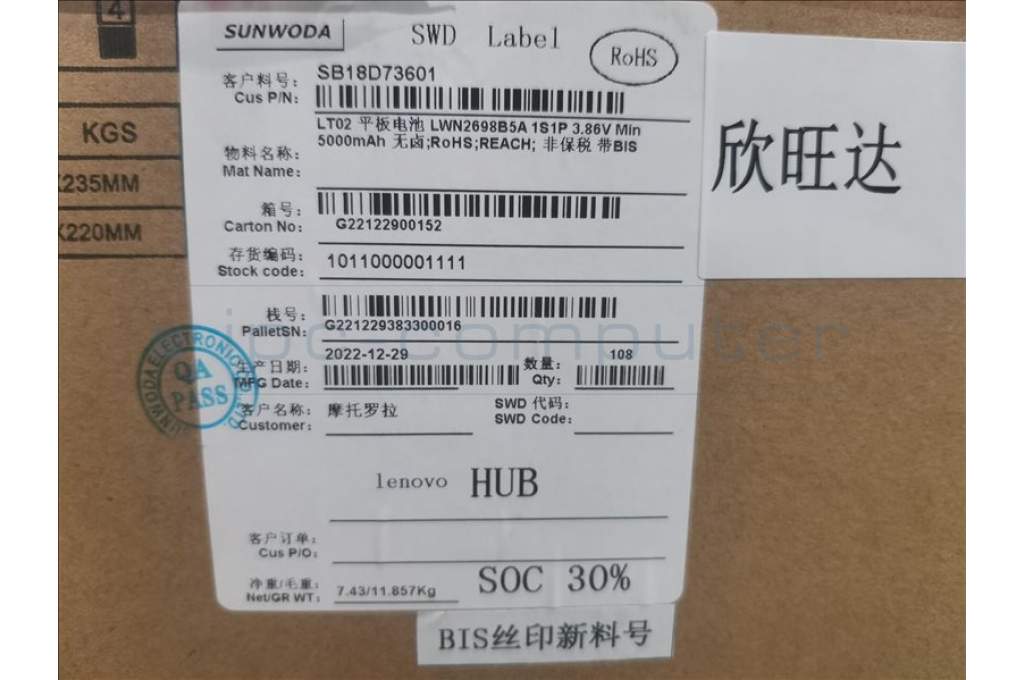 4
KGS
X235MM
X220MM
SUNWODA
SWD Label
RoHS
客户料号:
Cus P/N:
SB18D73601
物料名称:
Mat Name:
LT02 平板电池 LWN2698B5A 1S1P 3.86V Min
5000mAh 无卤;RoHS;REACH; 非保税 带BIS
箱号:
Carton No:
G22122900152
存货编码:
Stock code:
1011000001111
栈号:
PalletSN:
G221229383300016
生产日期:
MFG Date:
2022-12-29
数量:
Qty:
108
客户名称:
Customer:
摩托罗拉
SWD 代码:
SWD Code:
lenovo HUB
客户订单:
Cus P/O:
净重/毛重:
Net/GR WT:
7.43/11.857Kg
SOC 30%
BIS丝印新料号
欣旺达
QA
PASS
ipc-computer